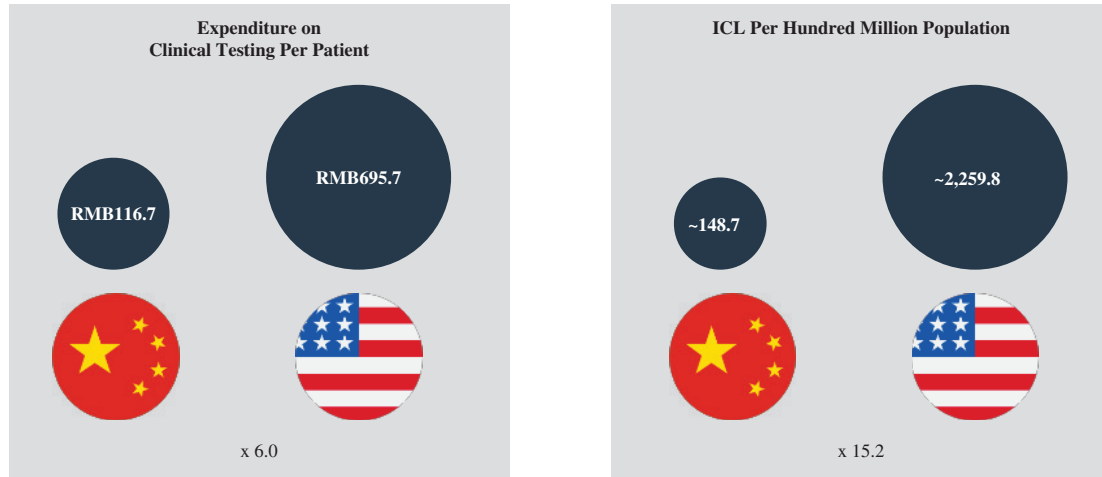 Expenditure on
Clinical Testing Per Patient
RMB116.7
RMB695.7
x 6.0
ICL Per Hundred Million Population
~148.7
~2,259.8
x 15.2